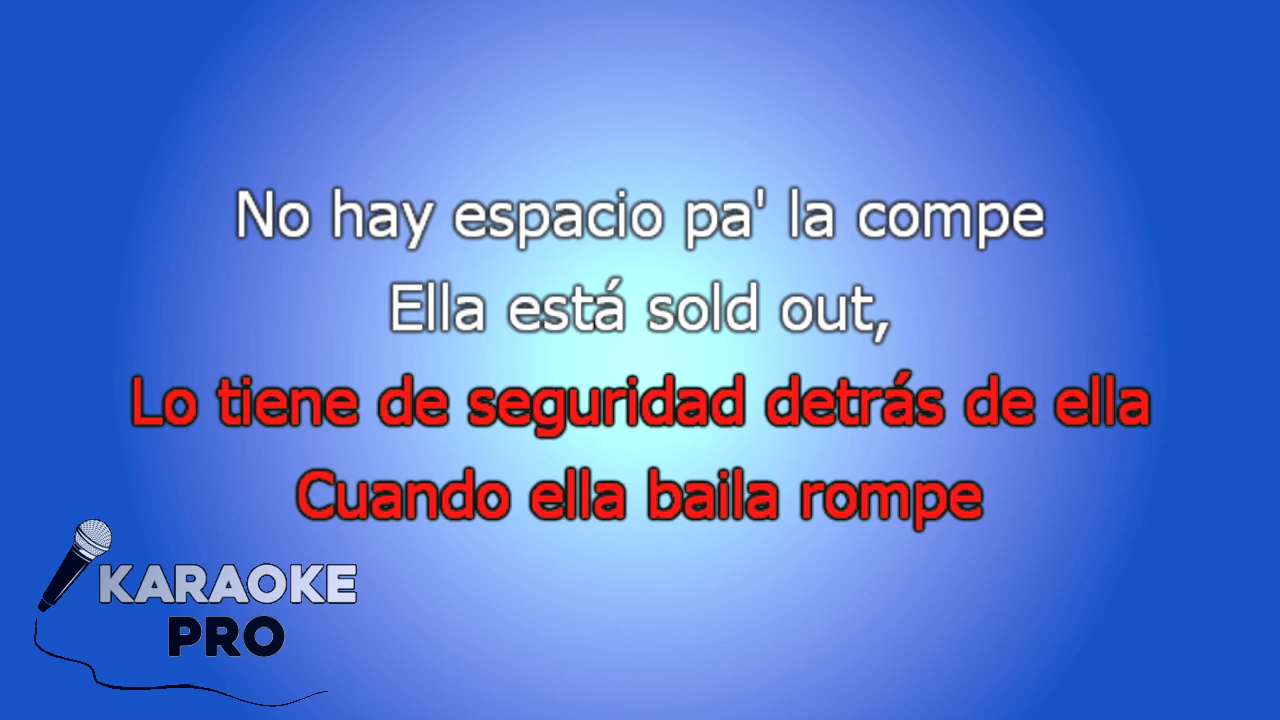 No hay espacio pa' la compe
Ella está sold out,
Lo tiene de seguridad detrás de ella
Cuando ella baila rompe
KARAOKE
PRO